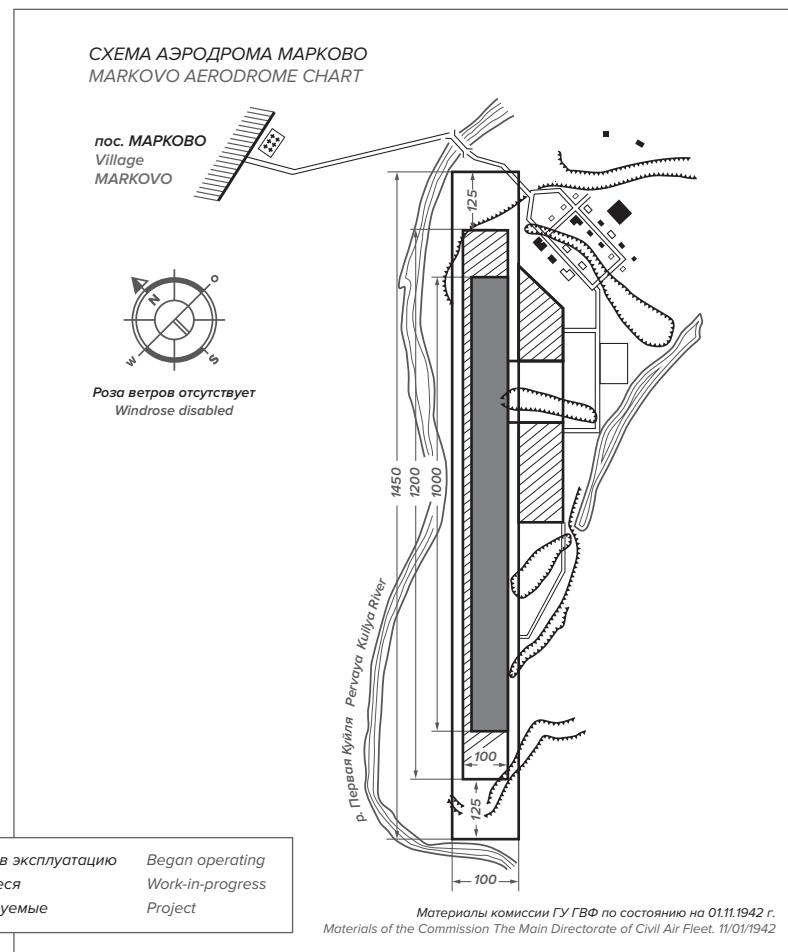 СХЕМА АЭРОДРОМА МАРКОВО
MARKOVO AERODROME CHART
пос. МАРКОВО
Village
MARKOVO
125
N
O
W
S
Роза ветров отсутствует
Windrose disabled
1450
1200
1000
р. Первая Куйля Pervaya Kuilya River
100
125
100
в эксплуатацию Began operating
Work-in-progress
Project
Материалы комиссии ГУ ГВФ по состоянию на 01.11.1942 г.
Materials of the Commission The Main Directorate of Civil Air Fleet. 11/01/1942